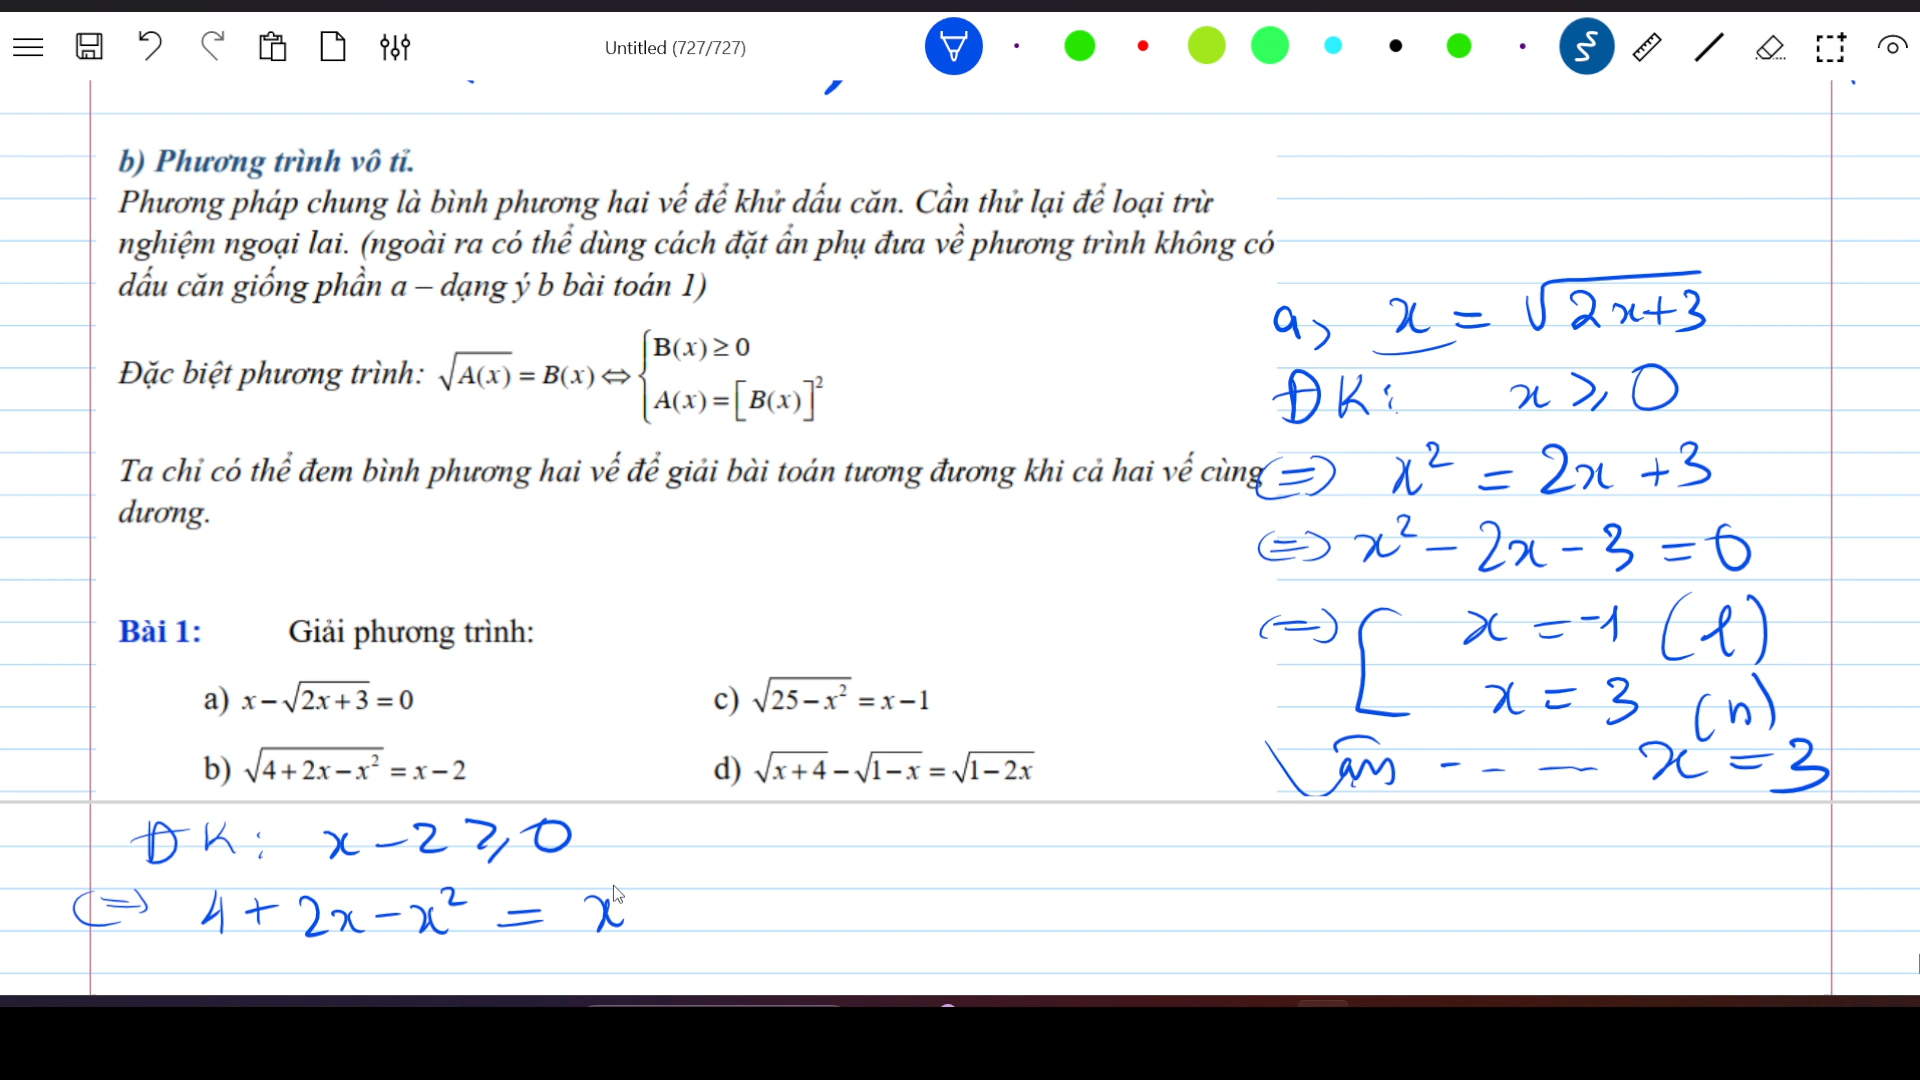 Untitled (727/727)
b) Phương trình vô tỉ.
Phương pháp chung là bình phương hai vế để khử dấu căn. Cần thử lại để loại trừ
nghiệm ngoại lai. (ngoài ra có thể dùng cách đặt ẩn phụ đưa về phương trình không có
dấu căn giống phần a – dạng ý b bài toán 1)
Đặc biệt phương trình: √A(x) = B(x) ⇔ { B(x) ≥ 0
A(x) = [B(x)]²
Ta chỉ có thể đem bình phương hai vế để giải bài toán tương đương khi cả hai vế cùng
dương.
Bài 1: Giải phương trình:
a) x − √(2x+3) = 0
c) √(25−x²) = x−1
b) √(4+2x−x²) = x−2
d) √(x+4) − √(1−x) = √(1−2x)
a) x = √(2x+3)
ĐK: x ≥ 0
(=) x² = 2x + 3
(=) x² − 2x − 3 = 0
(=) [ x = −1 (l)
x = 3 (n)
Vậy - - — x = 3
ĐK: x − 2 ≥ 0
(=) 4 + 2x − x² = x